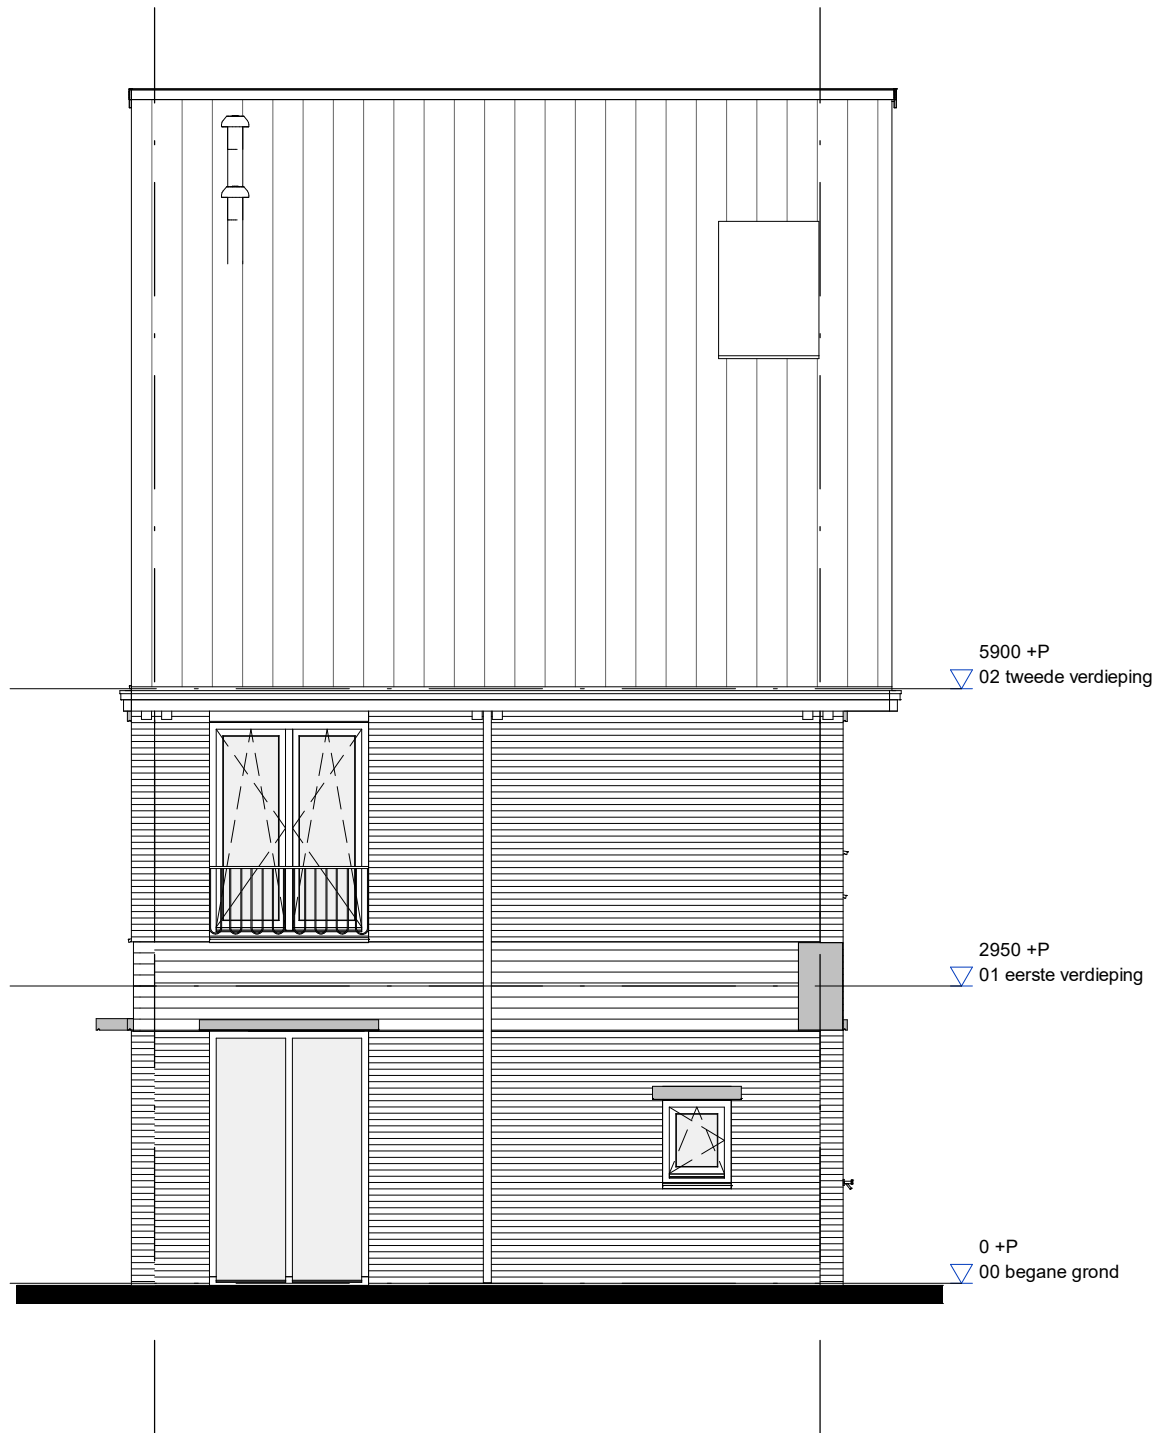 5900 +P
02 tweede verdieping
2950 +P
01 eerste verdieping
0 +P
00 begane grond